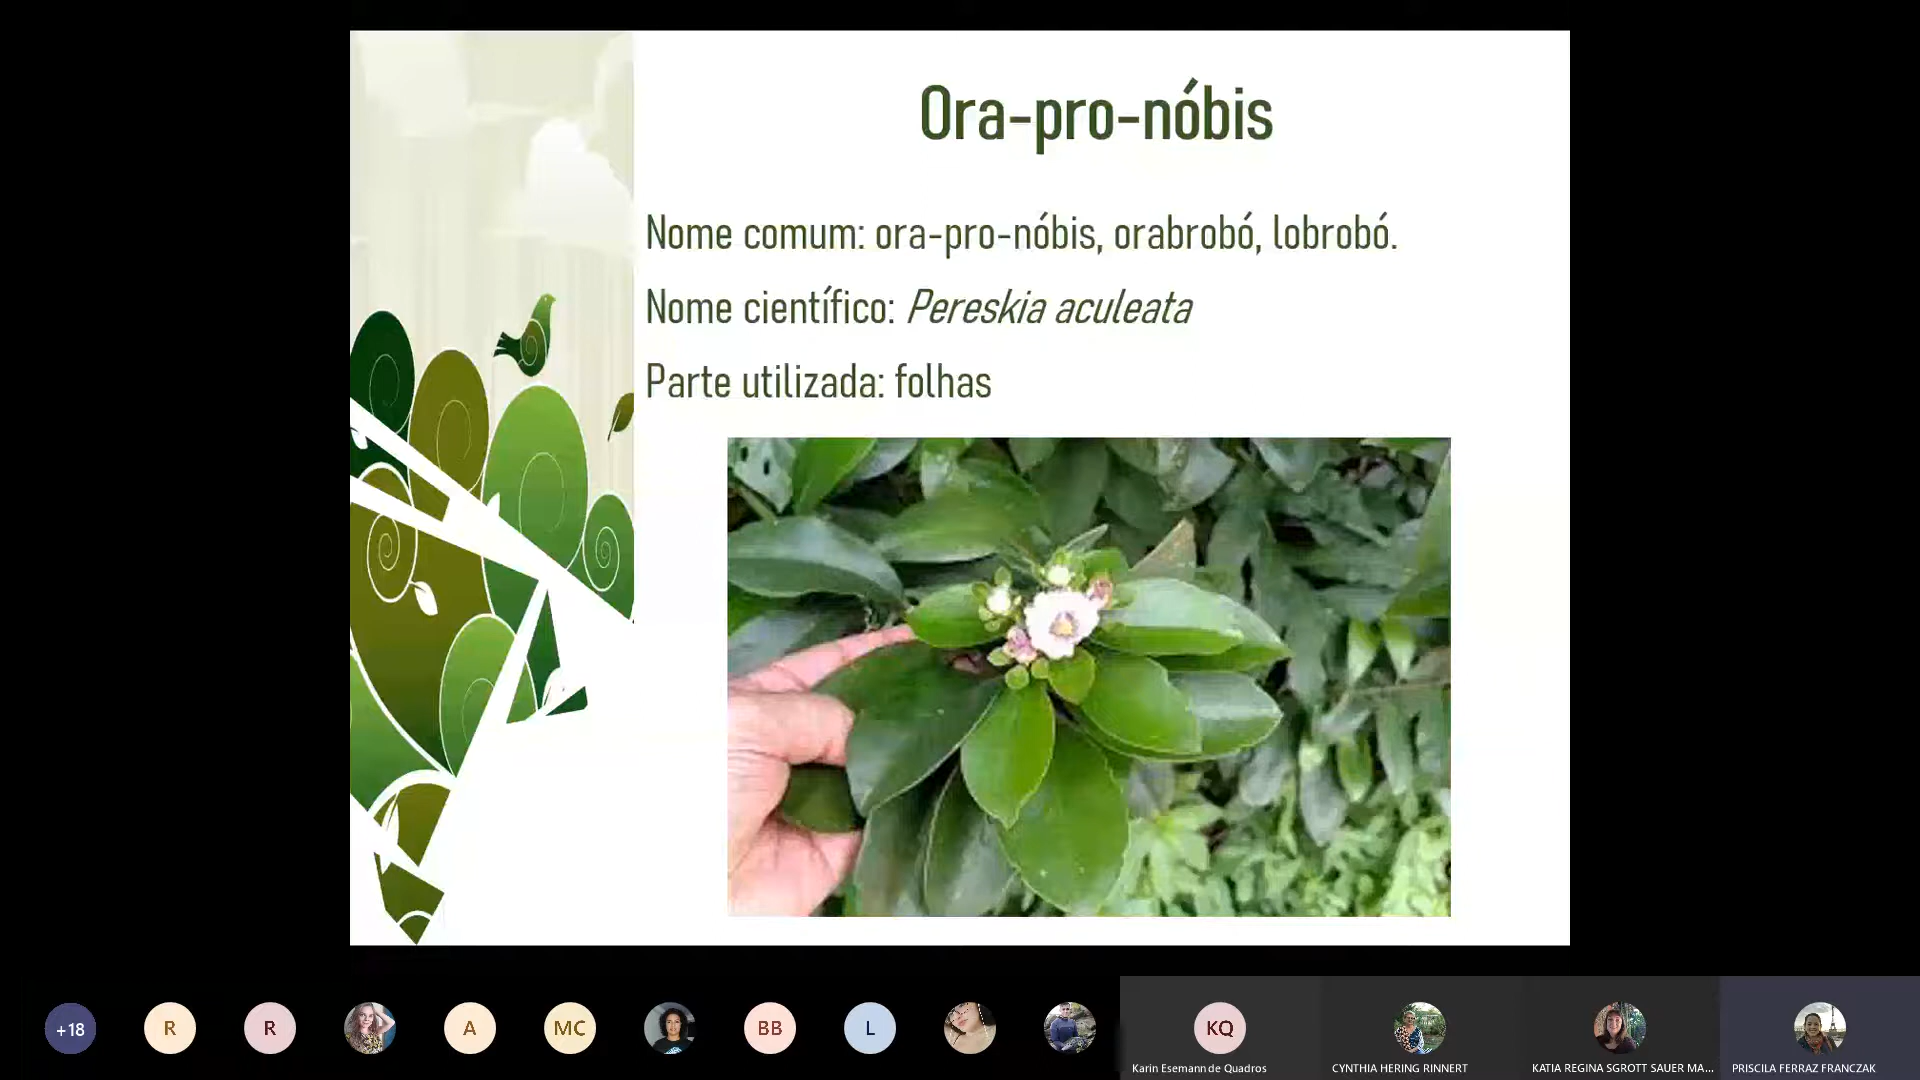 Ora-pro-nóbis
Nome comum: ora-pro-nóbis, orabrobó, lobrobó.
Nome científico: Pereskia aculeata
Parte utilizada: folhas
+18
R
R
A
MC
BB
L
KQ
Karin Esemann de Quadros
CYNTHIA HERING RINNERT
KATIA REGINA SGROTT SAUER MA...
PRISCILA FERRAZ FRANCZAK